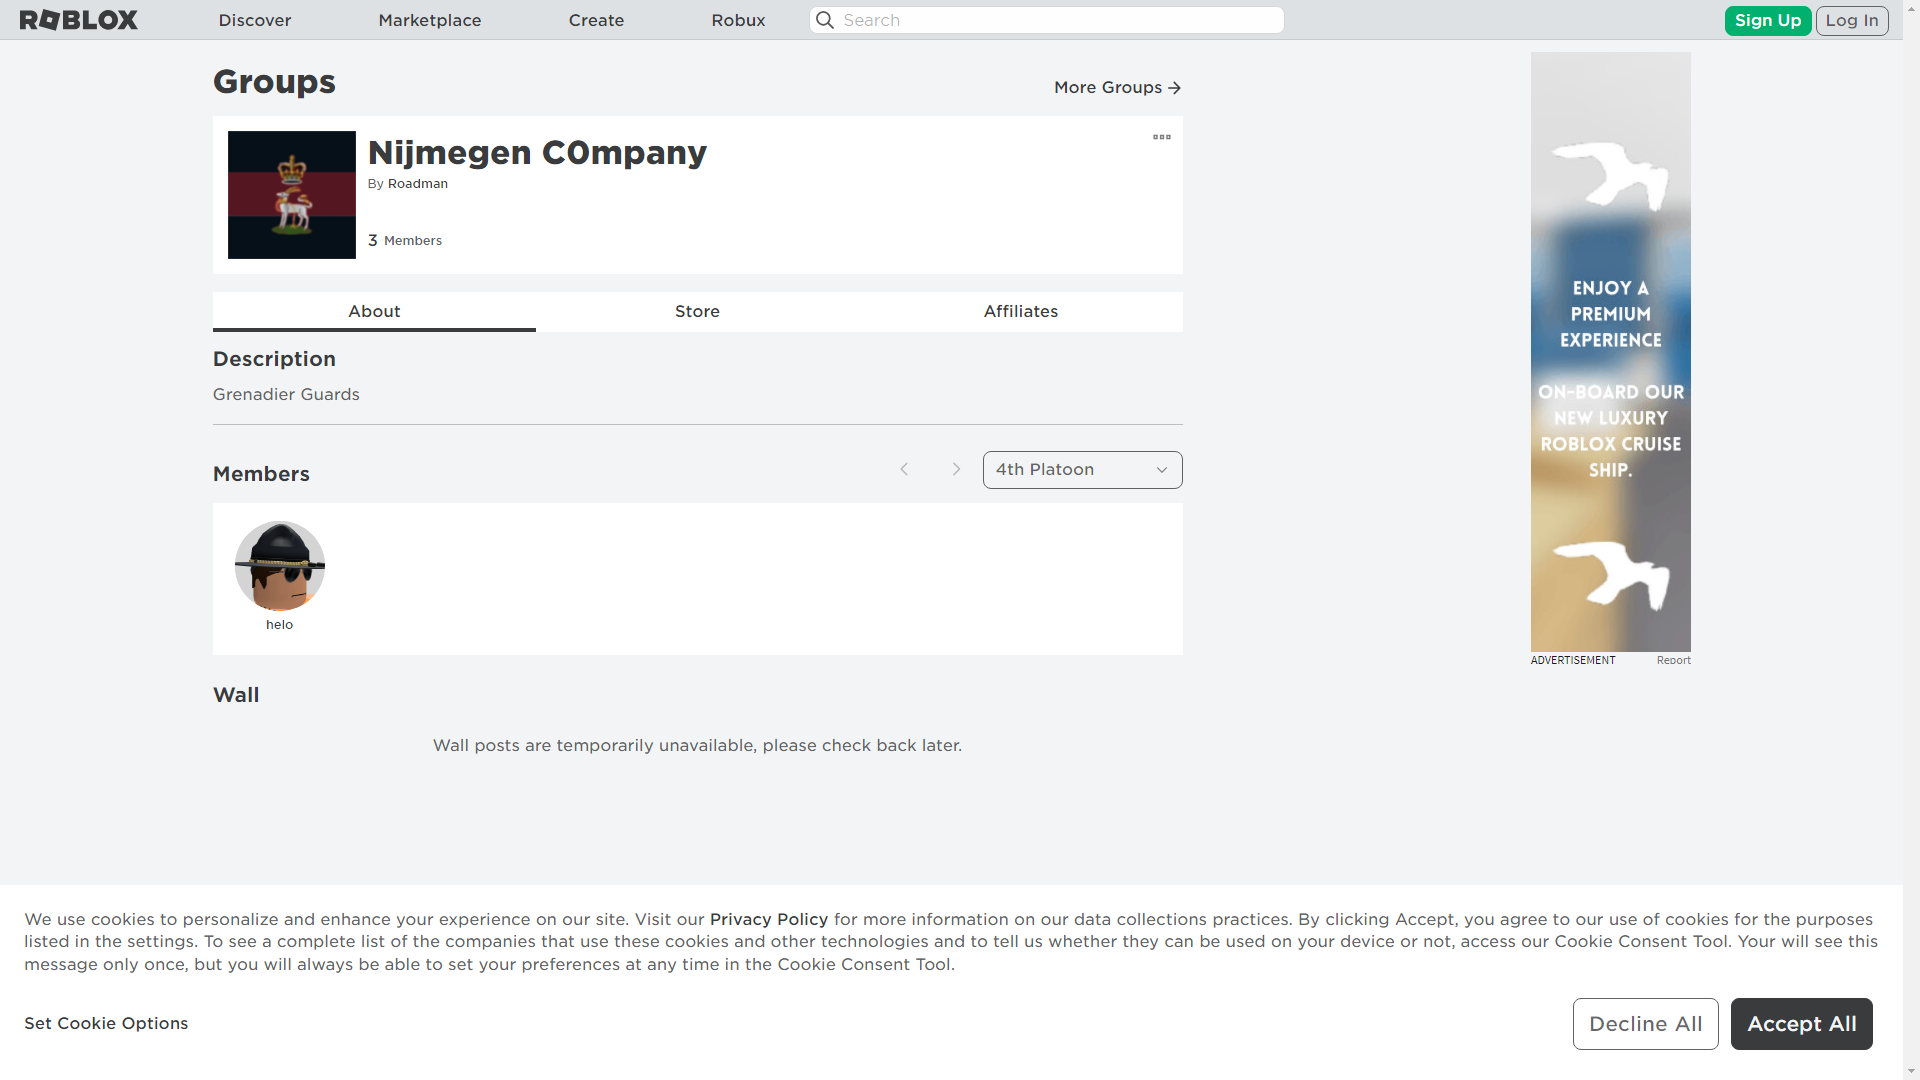 ROBLOX
Discover
Marketplace
Create
Robux
Search
Sign Up
Log In
Groups
More Groups
Nijmegen C0mpany
By Roadman
3 Members
About
Store
Affiliates
Description
Grenadier Guards
Members
4th Platoon
helo
Wall
Wall posts are temporarily unavailable, please check back later.
ENJOY A
PREMIUM
EXPERIENCE
ON-BOARD OUR
NEW LUXURY
ROBLOX CRUISE
SHIP.
ADVERTISEMENT
Report
We use cookies to personalize and enhance your experience on our site. Visit our Privacy Policy for more information on our data collections practices. By clicking Accept, you agree to our use of cookies for the purposes
listed in the settings. To see a complete list of the companies that use these cookies and other technologies and to tell us whether they can be used on your device or not, access our Cookie Consent Tool. Your will see this
message only once, but you will always be able to set your preferences at any time in the Cookie Consent Tool.
Set Cookie Options
Decline All
Accept All